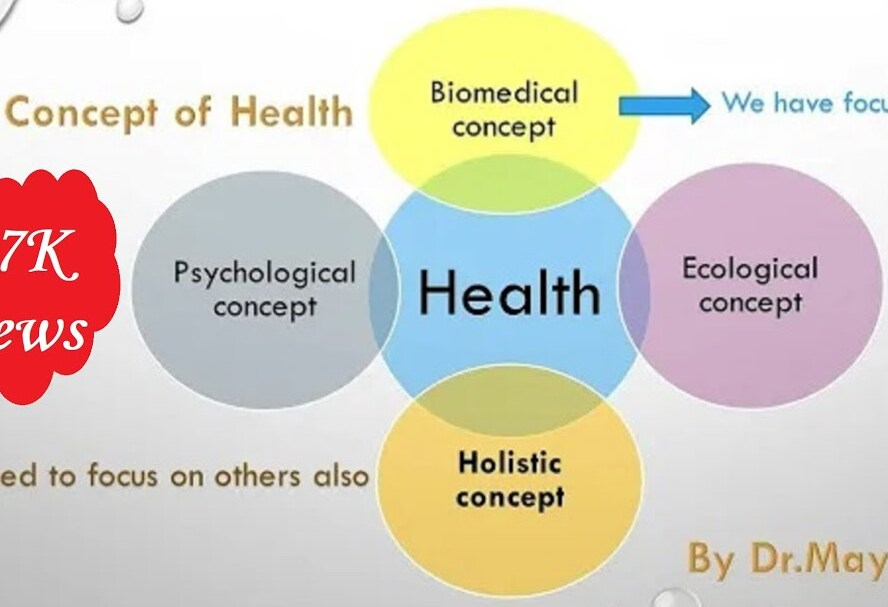 Concept of Health
Biomedical
concept
We have focu
7K
ews
Psychological
concept
Health
Ecological
concept
ed to focus on others also
Holistic
concept
By Dr.May